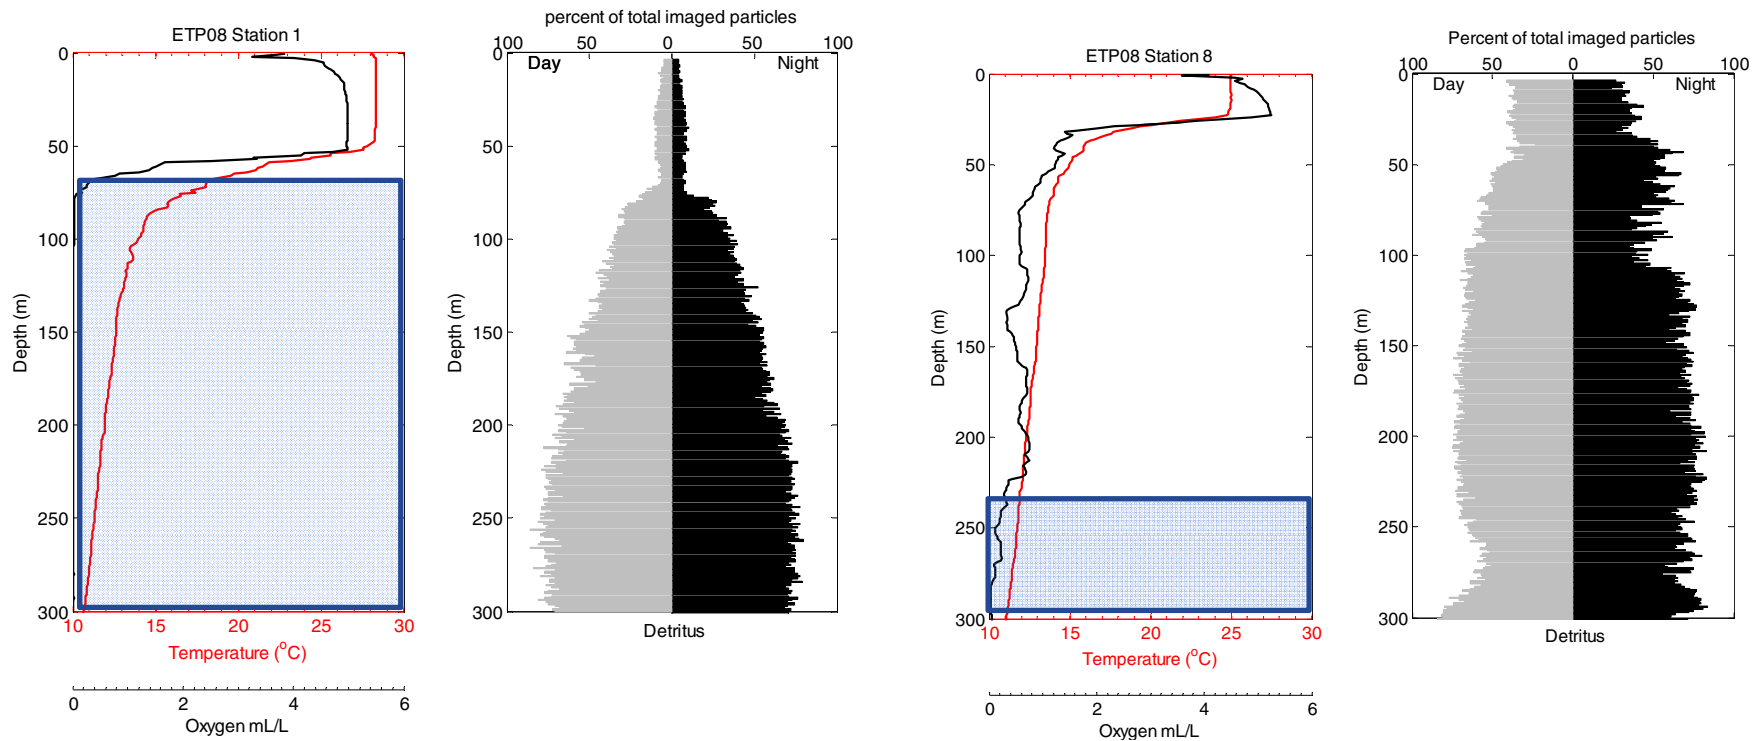 ETP08 Station 1
0
50
100
150
200
250
300
Depth (m)
10 15 20 25 30
Temperature (°C)
0 2 4 6
Oxygen mL/L
percent of total imaged particles
100 50 0 50 100
Day Night
0
50
100
150
200
250
300
Depth (m)
Detritus
ETP08 Station 8
0
50
100
150
200
250
300
Depth (m)
10 15 20 25 30
Temperature (°C)
0 2 4 6
Oxygen mL/L
Percent of total imaged particles
100 50 0 50 100
Day Night
0
50
100
150
200
250
300
Depth (m)
Detritus